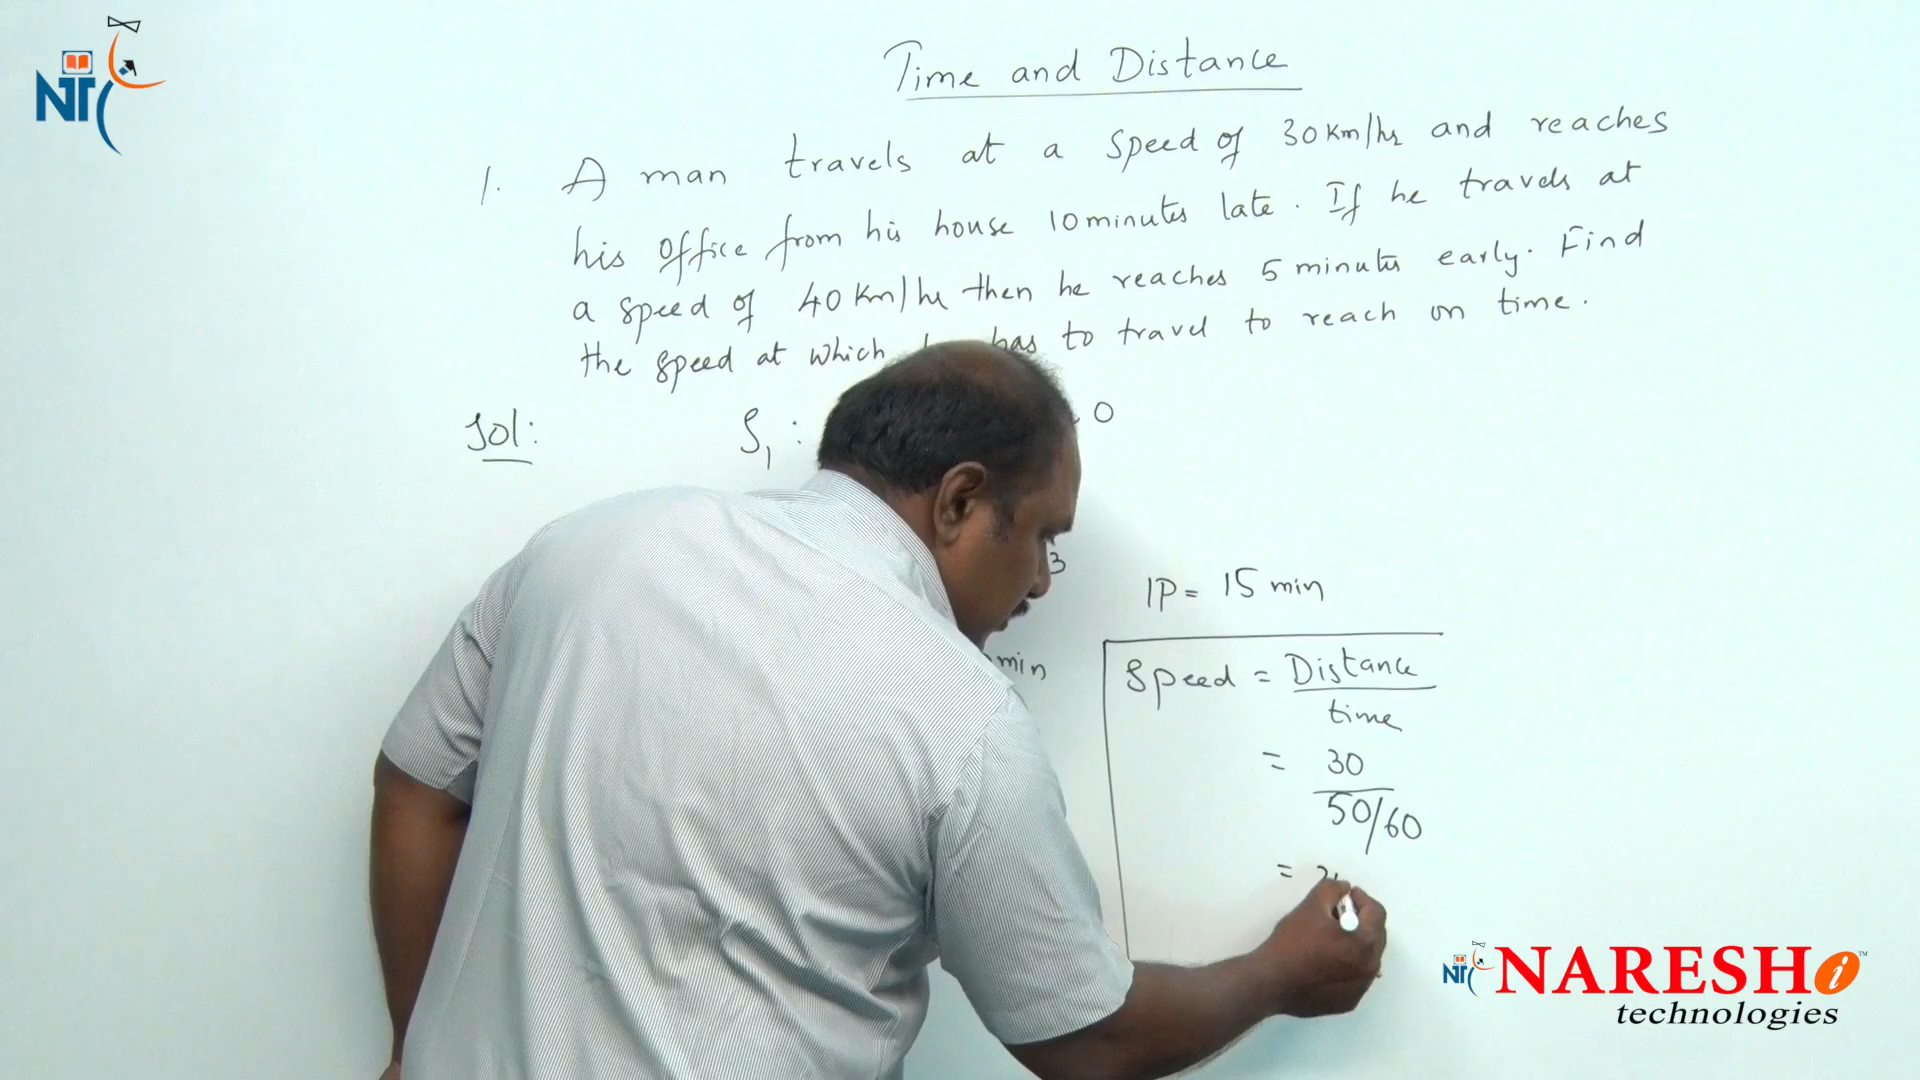 NT
Time and Distance
1. A man travels at a speed of 30 Km/hr and reaches
his office from his house 10 minutes late. If he travels at
a speed of 40 Km/hr then he reaches 5 minutes early. Find
the speed at which has to travel to reach on time.
Sol: S1 : 0
3
1P = 15 min
min
Speed = Distance
time
= 30
50/60
=
NT NARESH i ™
technologies